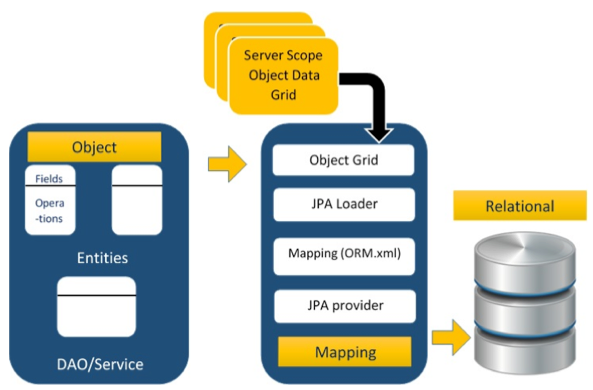 Server Scope
Object Data
Grid
Object
Fields
Opera
-tions
Entities
DAO/Service
Object Grid
JPA Loader
Mapping (ORM.xml)
JPA provider
Mapping
Relational